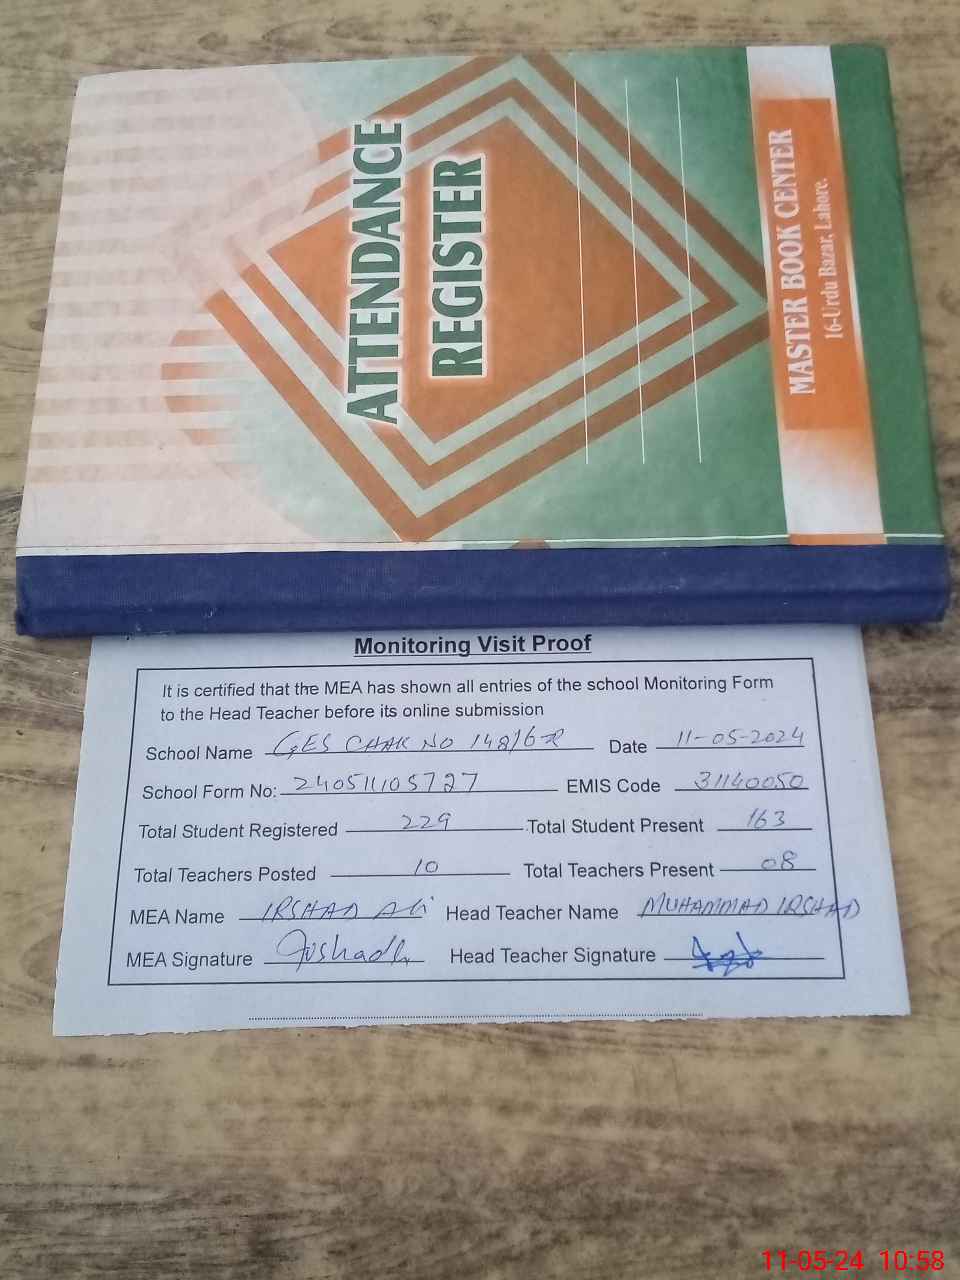 ATTENDANCE
REGISTER
MASTER BOOK CENTER
16-Urdu Bazar, Lahore.
Monitoring Visit Proof
It is certified that the MEA has shown all entries of the school Monitoring Form
to the Head Teacher before its online submission
School Name GES CHAK NO 148/6-R Date 11-05-2024
School Form No: 240511105727 EMIS Code 31140050
Total Student Registered 229 Total Student Present 163
Total Teachers Posted 10 Total Teachers Present 08
MEA Name IRSHAD Ali Head Teacher Name MUHAMMAD IRSHAD
MEA Signature Head Teacher Signature
11-05-24 10:58